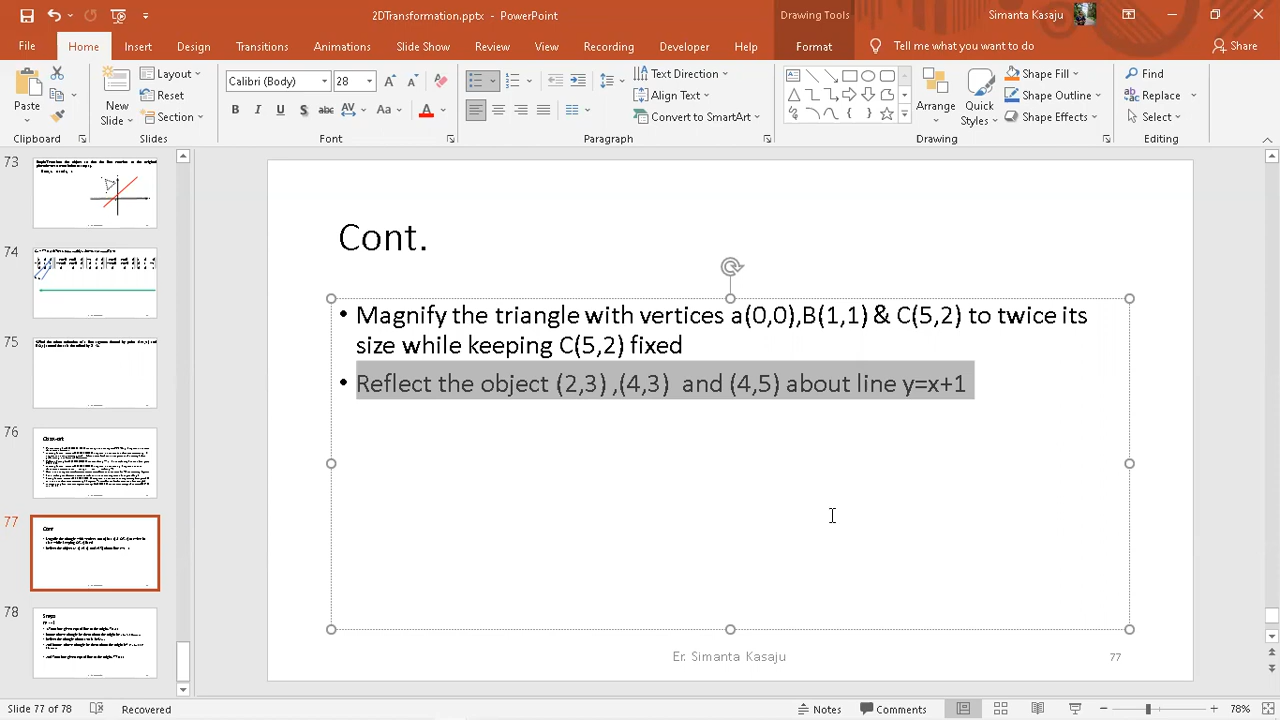 2DTransformation.pptx - PowerPoint
Drawing Tools
Simanta Kasaju
File Home Insert Design Transitions Animations Slide Show Review View Recording Developer Help Format Tell me what you want to do Share
Paste
Clipboard
New Slide
Layout
Reset
Section
Slides
Calibri (Body) 28
B I U S abc AV Aa A
Font
Text Direction
Align Text
Convert to SmartArt
Paragraph
Arrange
Quick Styles
Shape Fill
Shape Outline
Shape Effects
Drawing
Find
Replace
Select
Editing
73
74
75
76
77
78
Cont.
• Magnify the triangle with vertices a(0,0),B(1,1) & C(5,2) to twice its
size while keeping C(5,2) fixed
• Reflect the object (2,3) ,(4,3) and (4,5) about line y=x+1
Er. Simanta Kasaju
77
Slide 77 of 78 Recovered Notes Comments 78%